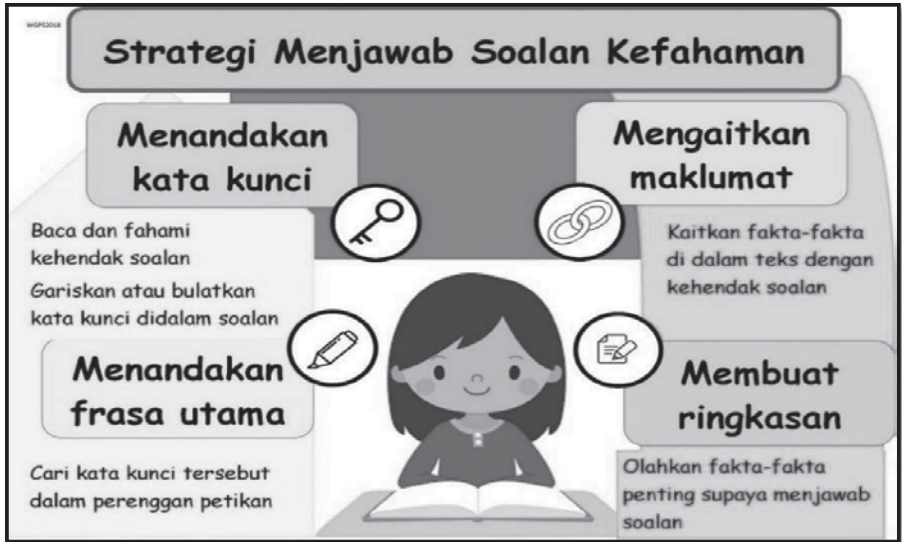 WGPS2018
Strategi Menjawab Soalan Kefahaman
Menandakan
kata kunci
Baca dan fahami
kehendak soalan
Gariskan atau bulatkan
kata kunci didalam soalan
Menandakan
frasa utama
Cari kata kunci tersebut
dalam perenggan petikan
Mengaitkan
maklumat
Kaitkan fakta-fakta
di dalam teks dengan
kehendak soalan
Membuat
ringkasan
Olahkan fakta-fakta
penting supaya menjawab
soalan